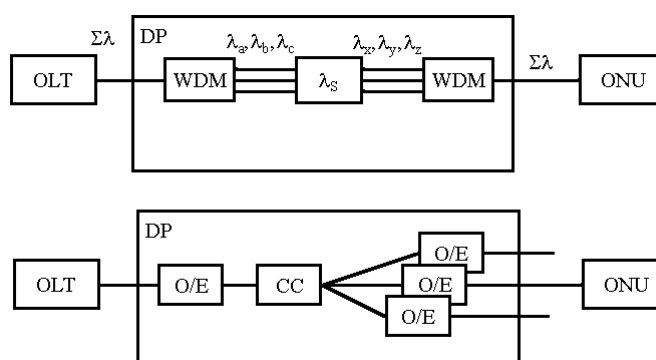 Σλ DP λa, λb, λc λx, λy, λz Σλ
OLT WDM λS WDM ONU
DP
O/E
OLT O/E CC O/E ONU
O/E